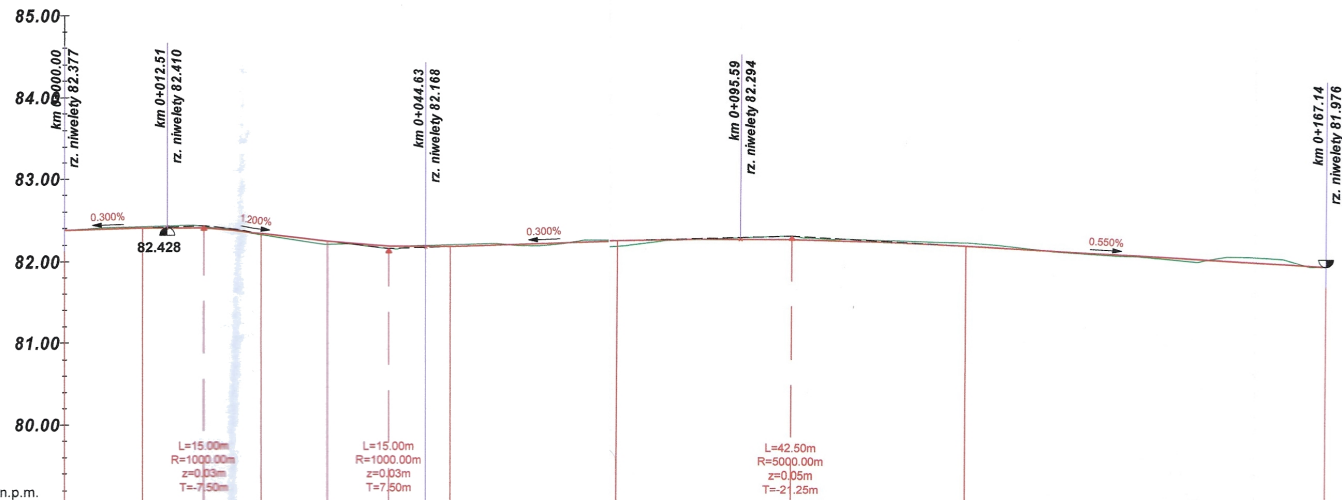 85.00
84.00
83.00
82.00
81.00
80.00
n.p.m.
rz. niwelety 82.377
km 0+012.51
rz. niwelety 82.410
km 0+044.63
rz. niwelety 82.168
km 0+095.59
rz. niwelety 82.294
km 0+167.14
rz. niwelety 81.976
0.300%
1.200%
0.300%
0.550%
82.428
L=15.00m
R=1000.00m
z=0.03m
T=-7.50m
L=15.00m
R=1000.00m
z=0.03m
T=7.50m
L=42.50m
R=5000.00m
z=0.05m
T=-21.25m